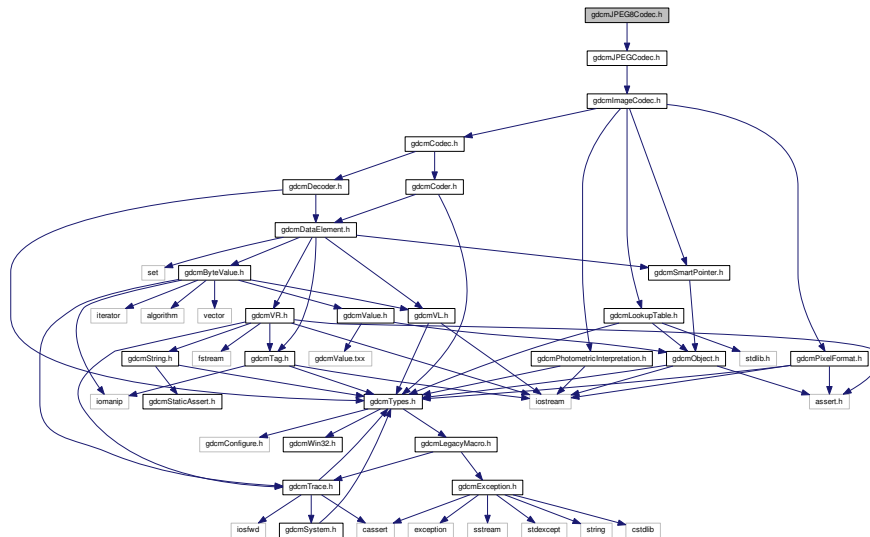 gdcmJPEG8Codec.h
gdcmJPEGCodec.h
gdcmImageCodec.h
gdcmCodec.h
gdcmDecoder.h
gdcmCoder.h
gdcmDataElement.h
set
gdcmByteValue.h
gdcmSmartPointer.h
iterator
algorithm
vector
gdcmVR.h
gdcmValue.h
gdcmVL.h
gdcmLookupTable.h
gdcmString.h
fstream
gdcmTag.h
gdcmValue.txx
gdcmPhotometricInterpretation.h
gdcmObject.h
stdlib.h
gdcmPixelFormat.h
iomanip
gdcmStaticAssert.h
gdcmTypes.h
iostream
assert.h
gdcmConfigure.h
gdcmWin32.h
gdcmLegacyMacro.h
gdcmTrace.h
gdcmException.h
iosfwd
gdcmSystem.h
cassert
exception
sstream
stdexcept
string
cstdlib